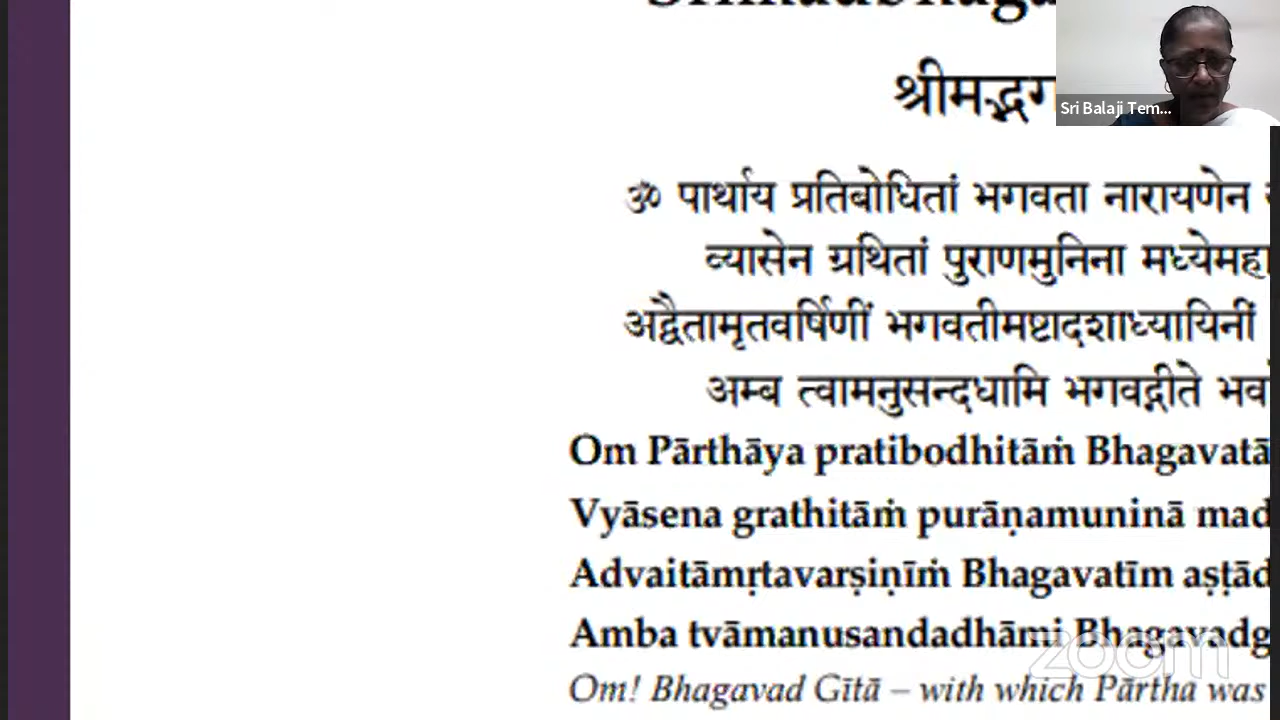 श्रीमद्भग
Sri Balaji Tem...
ॐ पार्थाय प्रतिबोधितां भगवता नारायणेन
व्यासेन ग्रथितां पुराणमुनिना मध्येमहा
अद्वैतामृतवर्षिणीं भगवतीमष्टादशाध्यायिनीं
अम्ब त्वामनुसन्दधामि भगवद्गीते भव
Om Pārthāya pratibodhitāṁ Bhagavatā
Vyāsena grathitāṁ purāṇamuninā mad
Advaitāmṛtavarṣiṇīṁ Bhagavatīm aṣṭād
Amba tvāmanusandadhāmi Bhagavadg
zoom
Om! Bhagavad Gītā – with which Pārtha was